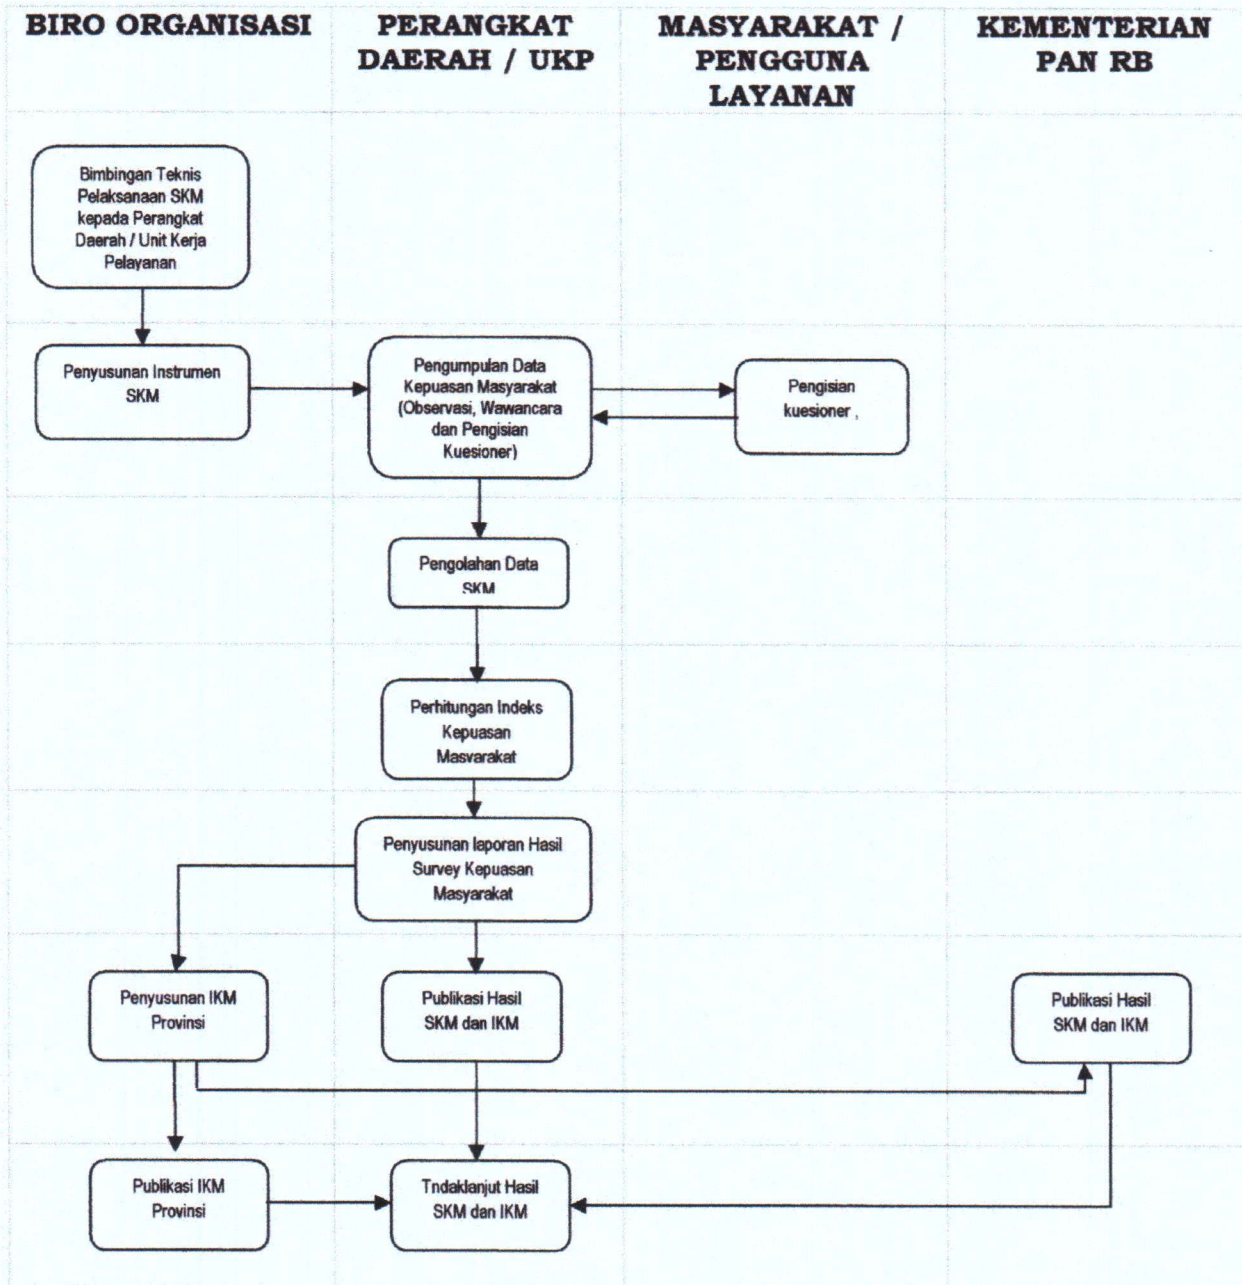 BIRO ORGANISASI
PERANGKAT
DAERAH / UKP
MASYARAKAT /
PENGGUNA
LAYANAN
KEMENTERIAN
PAN RB
Bimbingan Teknis
Pelaksanaan SKM
kepada Perangkat
Daerah / Unit Kerja
Pelayanan
Penyusunan Instrumen
SKM
Pengumpulan Data
Kepuasan Masyarakat
(Observasi, Wawancara
dan Pengisian
Kuesioner)
Pengisian
kuesioner ,
Pengolahan Data
SKM
Perhitungan Indeks
Kepuasan
Masyarakat
Penyusunan laporan Hasil
Survey Kepuasan
Masyarakat
Penyusunan IKM
Provinsi
Publikasi Hasil
SKM dan IKM
Publikasi Hasil
SKM dan IKM
Publikasi IKM
Provinsi
Tndaklanjut Hasil
SKM dan IKM